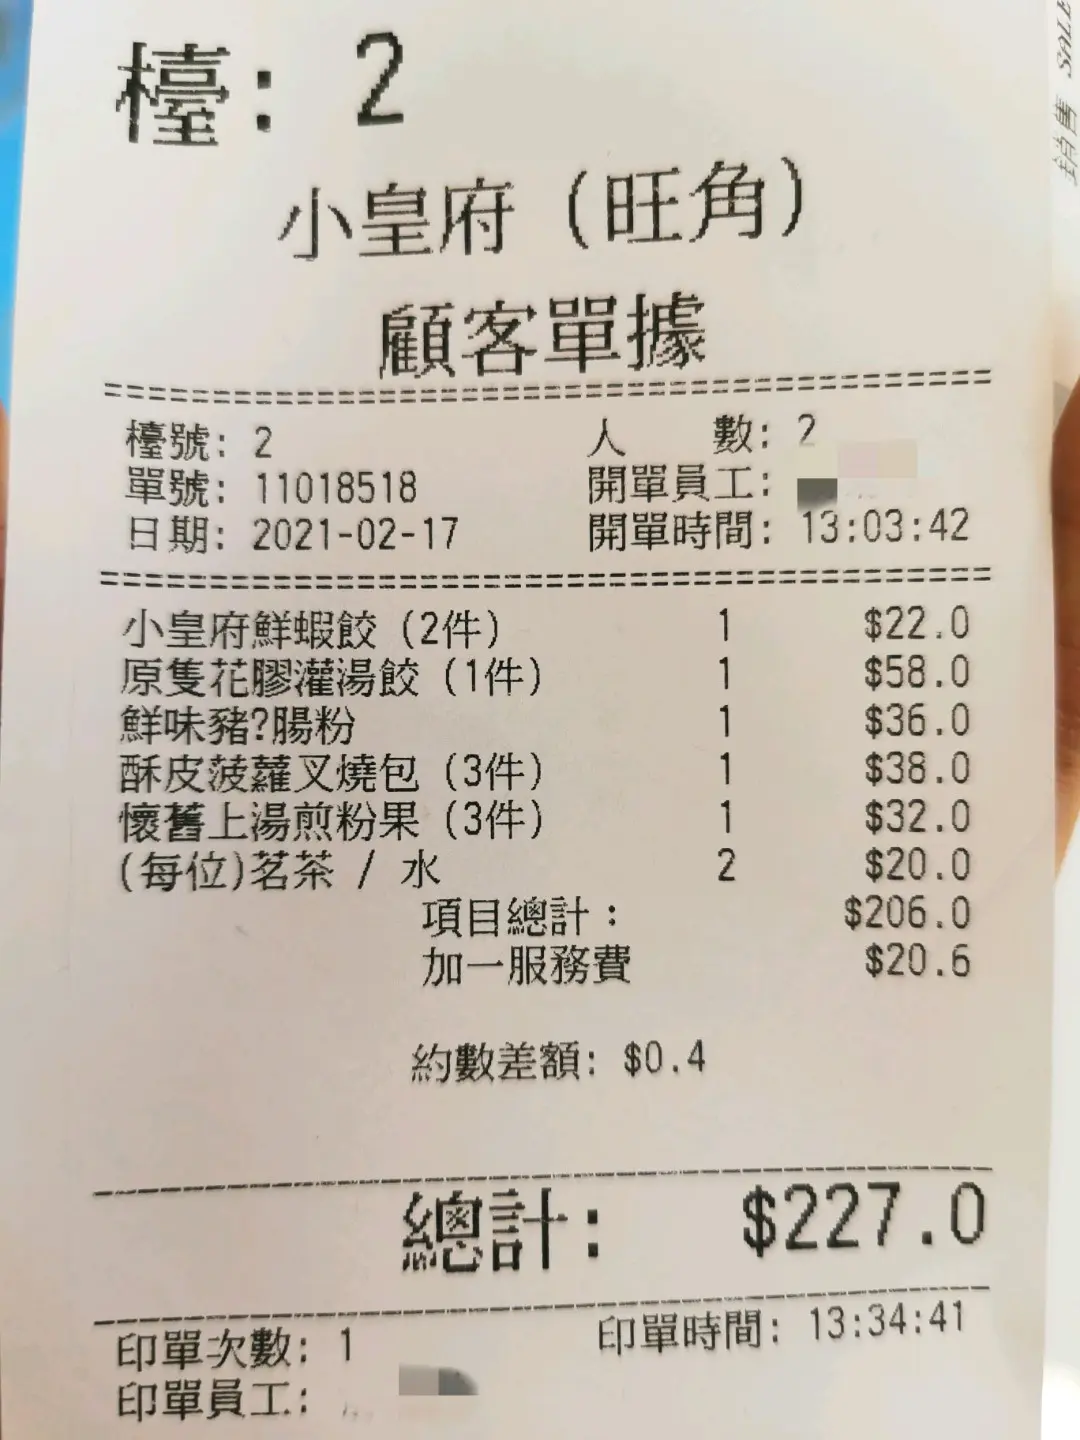 檯: 2
小皇府 (旺角)
顧客單據
檯號: 2 人 數: 2
單號: 11018518 開單員工:
日期: 2021-02-17 開單時間: 13:03:42
小皇府鮮蝦餃 (2件) 1 $22.0
原隻花膠灌湯餃 (1件) 1 $58.0
鮮味豬?腸粉 1 $36.0
酥皮菠蘿叉燒包 (3件) 1 $38.0
懷舊上湯煎粉果 (3件) 1 $32.0
(每位)茗茶 / 水 2 $20.0
項目總計: $206.0
加一服務費 $20.6
約數差額: $0.4
總計: $227.0
印單次數: 1 印單時間: 13:34:41
印單員工:
銷售 SALE